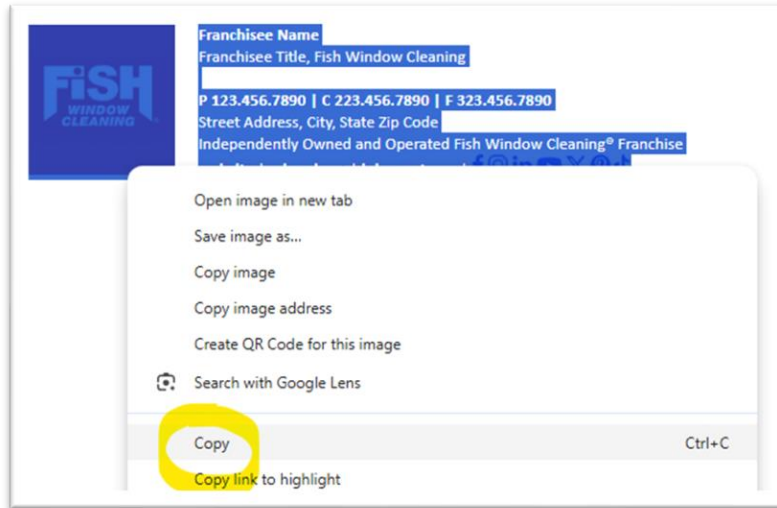 FISH
WINDOW
CLEANING
Franchisee Name
Franchisee Title, Fish Window Cleaning
P 123.456.7890 | C 223.456.7890 | F 323.456.7890
Street Address, City, State Zip Code
Independently Owned and Operated Fish Window Cleaning® Franchise
Open image in new tab
Save image as...
Copy image
Copy image address
Create QR Code for this image
Search with Google Lens
Copy Ctrl+C
Copy link to highlight